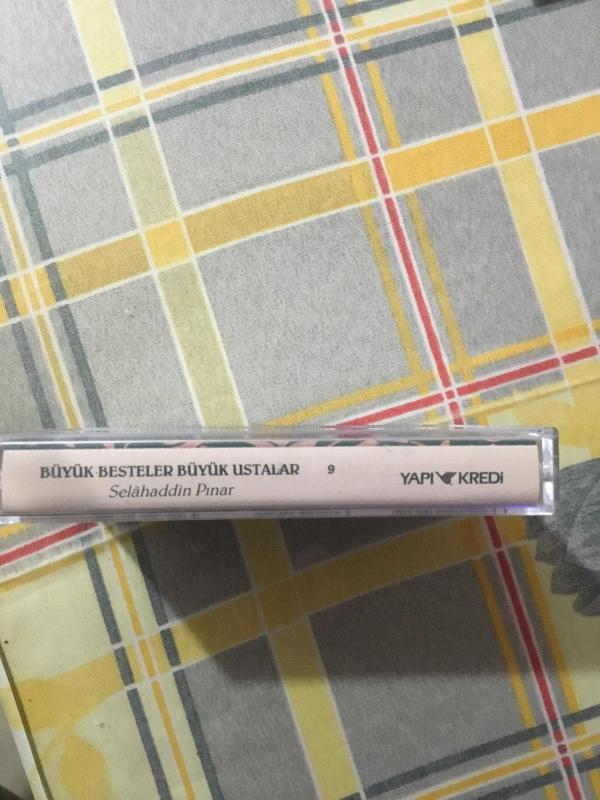 BÜYÜK BESTELER BÜYÜK USTALAR 9
Selâhaddin Pınar
YAPI KREDİ